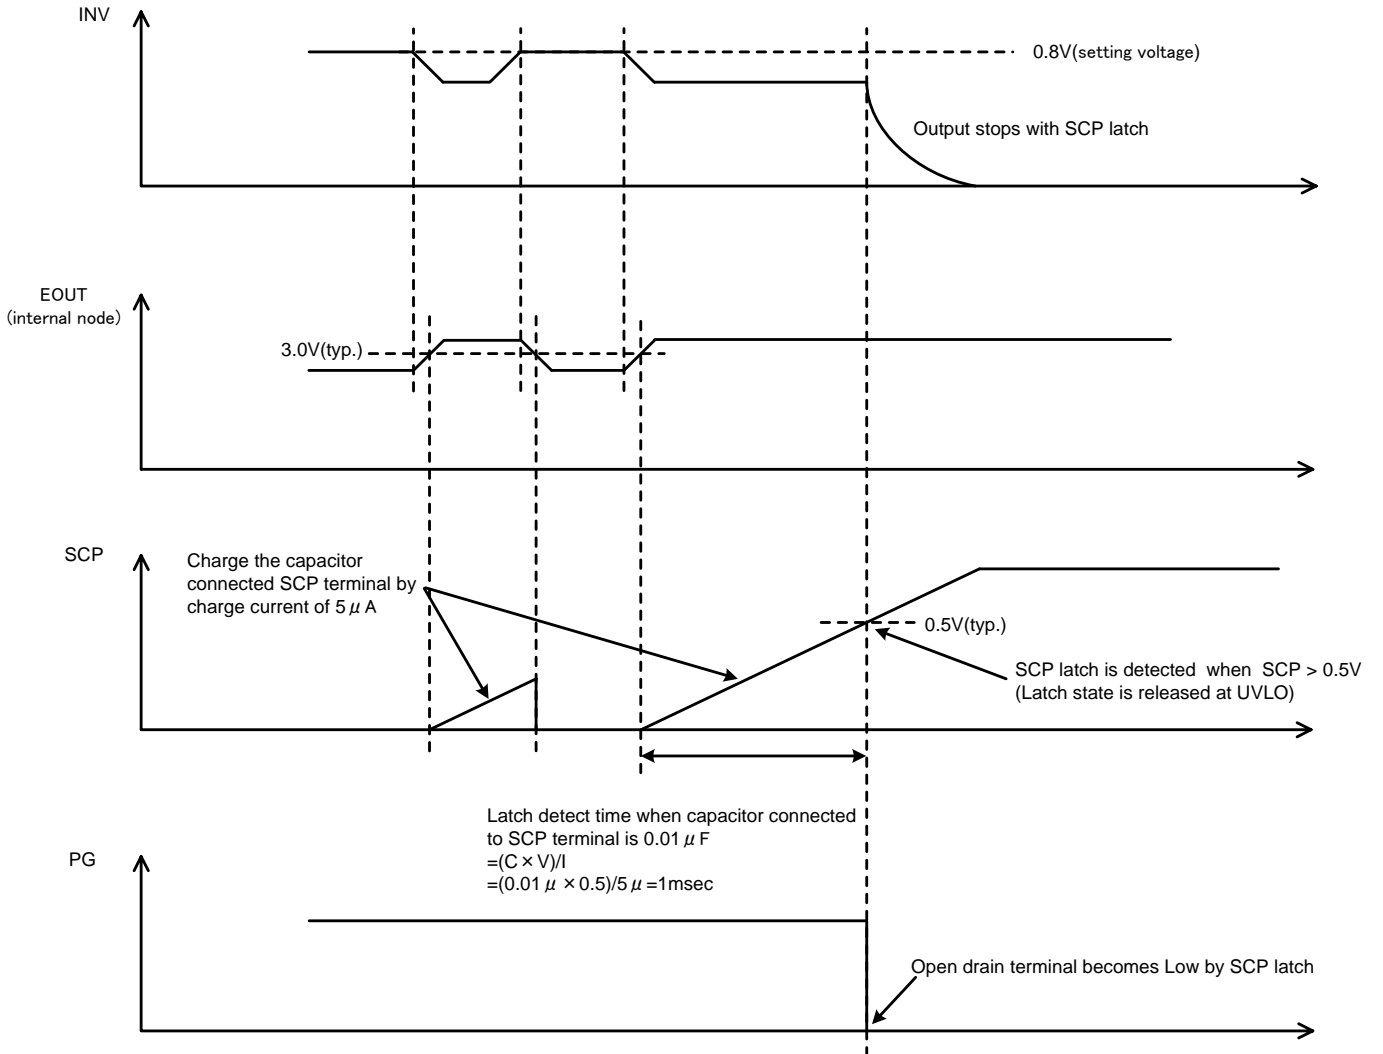 INV
0.8V(setting voltage)
Output stops with SCP latch
EOUT
(internal node)
3.0V(typ.)
SCP
Charge the capacitor
connected SCP terminal by
charge current of 5μA
0.5V(typ.)
SCP latch is detected when SCP > 0.5V
(Latch state is released at UVLO)
Latch detect time when capacitor connected
to SCP terminal is 0.01μF
=(C×V)/I
=(0.01μ×0.5)/5μ=1msec
PG
Open drain terminal becomes Low by SCP latch